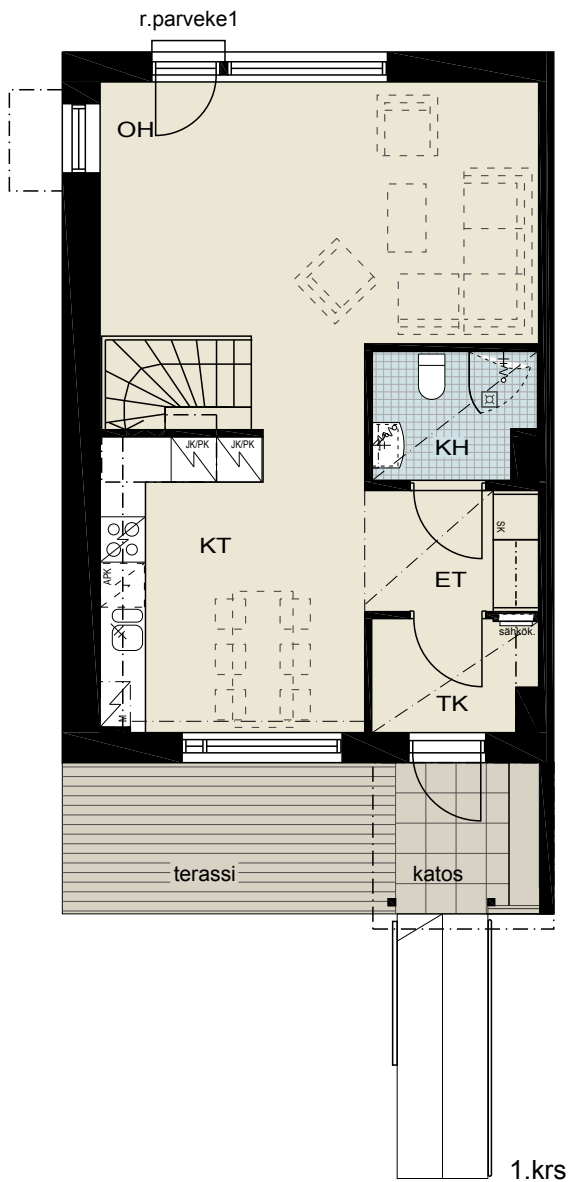 r.parveke1
OH
JK/PK
JK/PK
KH
KT
SK
APK
ET
sähkök.
TK
M
terassi
katos
1.krs